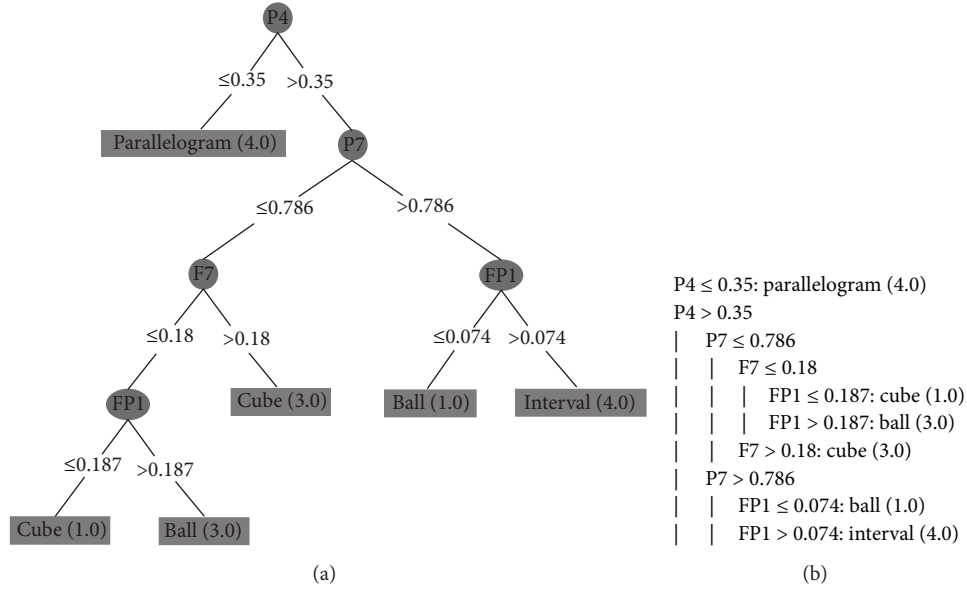 P4
≤0.35
>0.35
Parallelogram (4.0)
P7
≤0.786
>0.786
F7
FP1
≤0.18
>0.18
≤0.074
>0.074
FP1
Cube (3.0)
Ball (1.0)
Interval (4.0)
≤0.187
>0.187
Cube (1.0)
Ball (3.0)
(a)
P4 ≤ 0.35: parallelogram (4.0)
P4 > 0.35
| P7 ≤ 0.786
| | F7 ≤ 0.18
| | | FP1 ≤ 0.187: cube (1.0)
| | | FP1 > 0.187: ball (3.0)
| | F7 > 0.18: cube (3.0)
| P7 > 0.786
| | FP1 ≤ 0.074: ball (1.0)
| | FP1 > 0.074: interval (4.0)
(b)